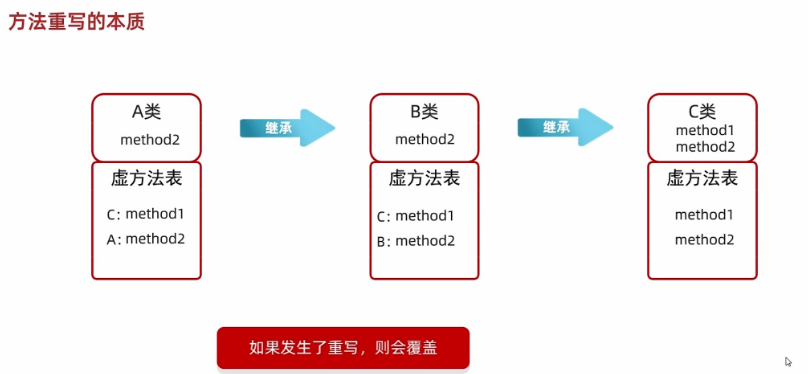 方法重写的本质
A类
method2
虚方法表
C: method1
A: method2
继承
B类
method2
虚方法表
C: method1
B: method2
继承
C类
method1
method2
虚方法表
method1
method2
如果发生了重写，则会覆盖